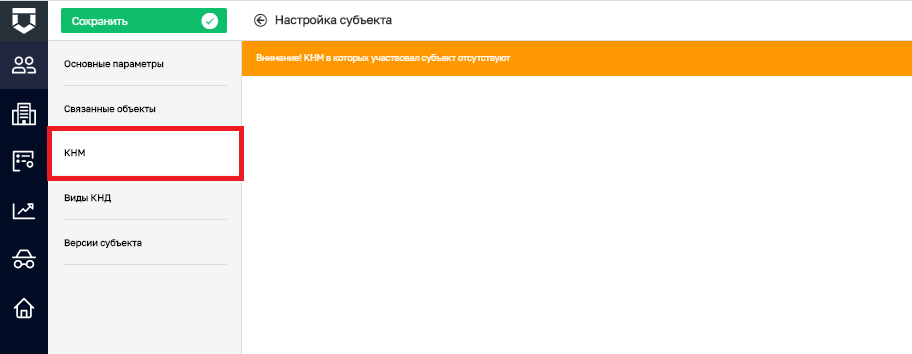 Сохранить
Настройка субъекта
Основные параметры
Внимание! КНМ в которых участвовал субъект отсутствуют
Связанные объекты
КНМ
Виды КНД
Версии субъекта